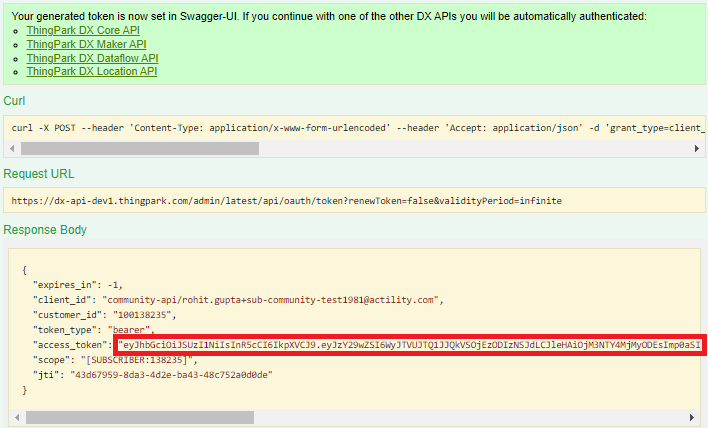 Your generated token is now set in Swagger-UI. If you continue with one of the other DX APIs you will be automatically authenticated:
ThingPark DX Core API
ThingPark DX Maker API
ThingPark DX Dataflow API
ThingPark DX Location API
Curl
curl -X POST --header 'Content-Type: application/x-www-form-urlencoded' --header 'Accept: application/json' -d 'grant_type=client_
Request URL
https://dx-api-dev1.thingpark.com/admin/latest/api/oauth/token?renewToken=false&validityPeriod=infinite
Response Body
{
"expires_in": -1,
"client_id": "community-api/rohit.gupta+sub-community-test1981@actility.com",
"customer_id": "100138235",
"token_type": "bearer",
"access_token": "eyJhbGciOiJSUzI1NiIsInR5cCI6IkpXVCJ9.eyJzY29wZSI6WyJTVUJTQ1JJQkVSOjEzODIzNSJdLCJleHAiOjM3NTY4MjMyODEsImp0aSI
"scope": "[SUBSCRIBER:138235]",
"jti": "43d67959-8da3-4d2e-ba43-48c752a0d0de"
}